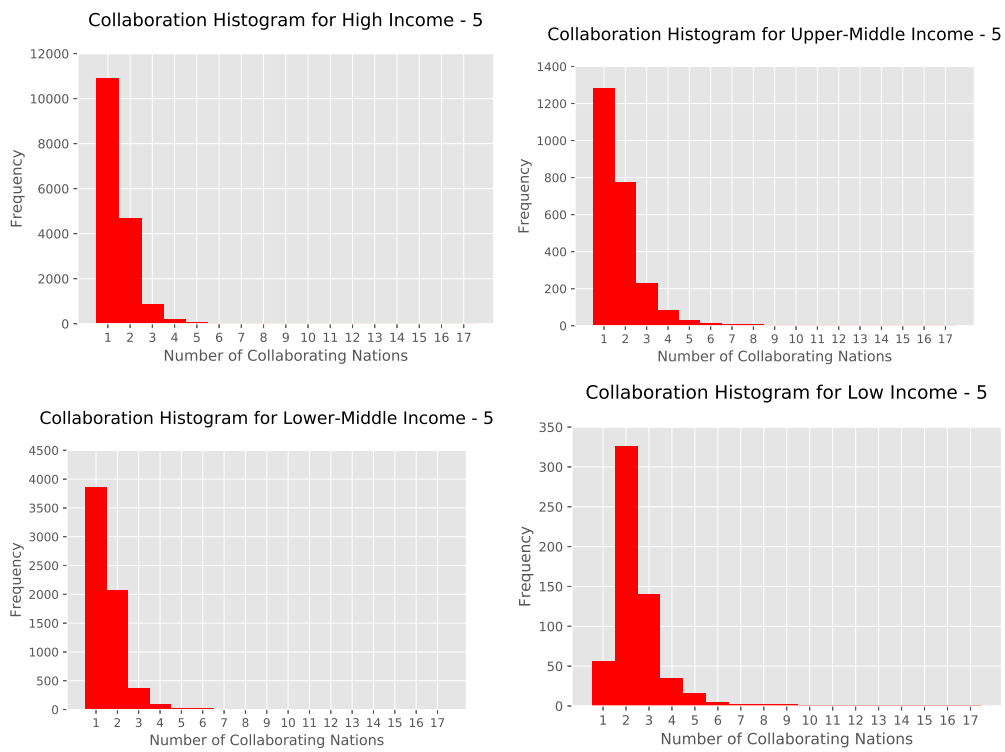 Collaboration Histogram for High Income - 5
12000
10000
8000
6000
4000
2000
0
Frequency
1 2 3 4 5 6 7 8 9 10 11 12 13 14 15 16 17
Number of Collaborating Nations
Collaboration Histogram for Upper-Middle Income - 5
1400
1200
1000
800
600
400
200
0
Frequency
1 2 3 4 5 6 7 8 9 10 11 12 13 14 15 16 17
Number of Collaborating Nations
Collaboration Histogram for Lower-Middle Income - 5
4500
4000
3500
3000
2500
2000
1500
1000
500
0
Frequency
1 2 3 4 5 6 7 8 9 10 11 12 13 14 15 16 17
Number of Collaborating Nations
Collaboration Histogram for Low Income - 5
350
300
250
200
150
100
50
0
Frequency
1 2 3 4 5 6 7 8 9 10 11 12 13 14 15 16 17
Number of Collaborating Nations